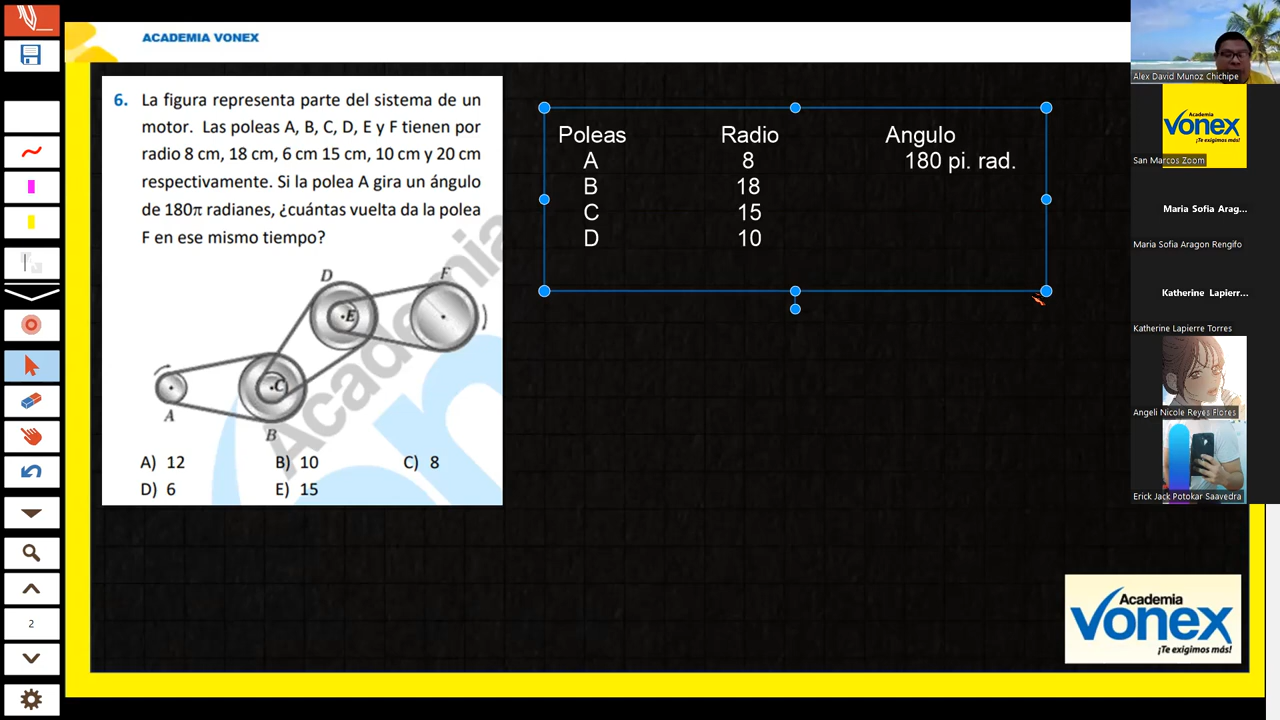 ACADEMIA VONEX
6. La figura representa parte del sistema de un
motor. Las poleas A, B, C, D, E y F tienen por
radio 8 cm, 18 cm, 6 cm 15 cm, 10 cm y 20 cm
respectivamente. Si la polea A gira un ángulo
de 180π radianes, ¿cuántas vuelta da la polea
F en ese mismo tiempo?
D
F
E
C
A
B
A) 12 B) 10 C) 8
D) 6 E) 15
Poleas Radio Angulo
A 8 180 pi. rad.
B 18
C 15
D 10
Academia
Vonex
¡Te exigimos más!
Alex David Munoz Chichipe
Academia
Vonex
¡Te exigimos más!
San Marcos Zoom
Maria Sofia Arag...
Maria Sofia Aragon Rengifo
Katherine Lapierr...
Katherine Lapierre Torres
Angeli Nicole Reyes Flores
Erick Jack Potokar Saavedra
2